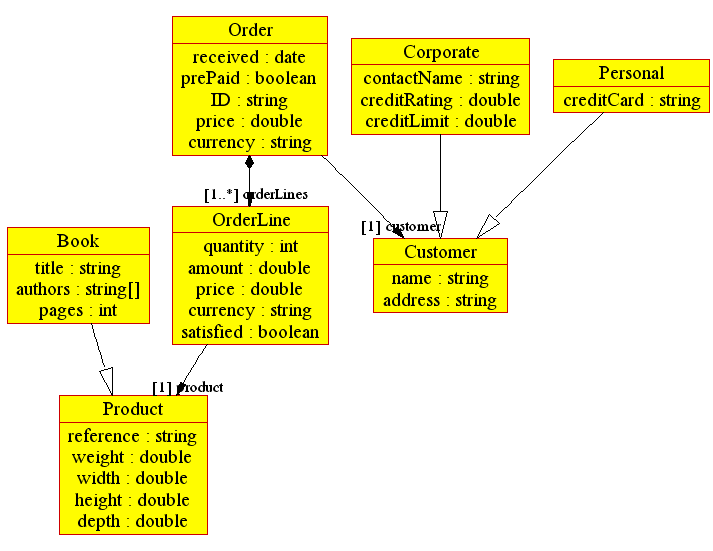 Order
received : date
prePaid : boolean
ID : string
price : double
currency : string
Corporate
contactName : string
creditRating : double
creditLimit : double
Personal
creditCard : string
[1..*] orderLines
[1] customer
OrderLine
quantity : int
amount : double
price : double
currency : string
satisfied : boolean
Book
title : string
authors : string[]
pages : int
Customer
name : string
address : string
[1] product
Product
reference : string
weight : double
width : double
height : double
depth : double